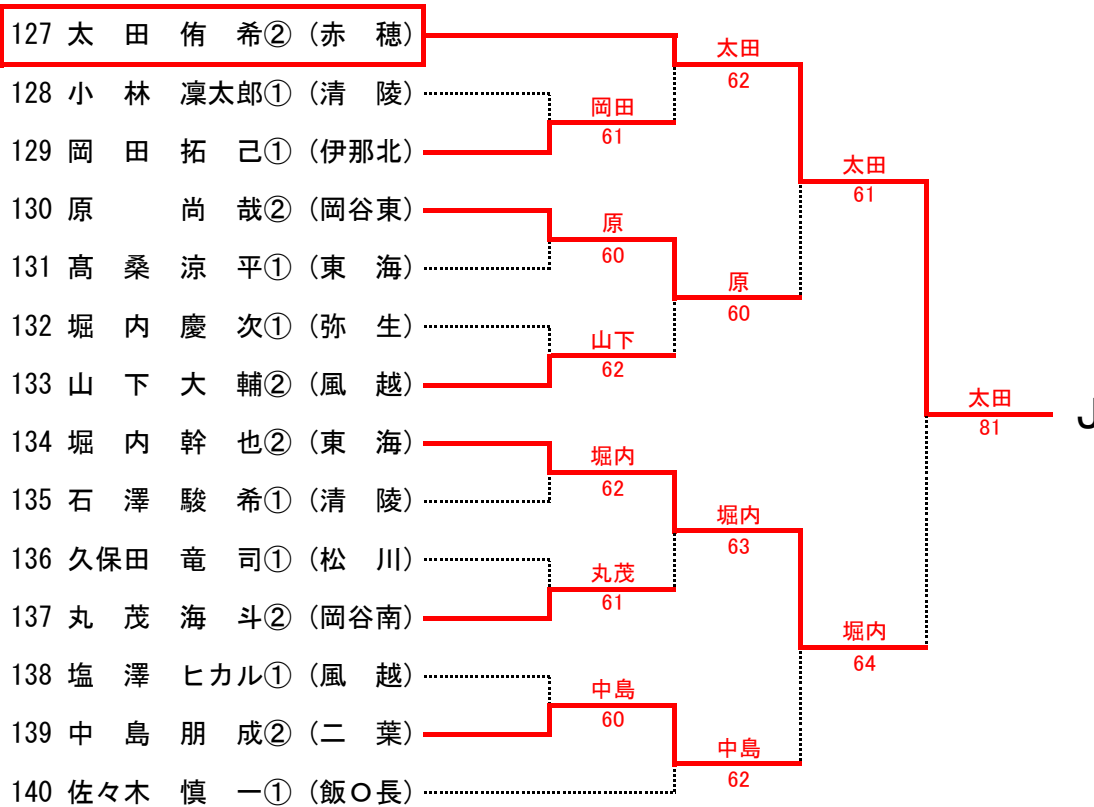 127 太 田 侑 希② (赤 穂)
128 小 林 凜太郎① (清 陵)
129 岡 田 拓 己① (伊那北)
130 原 尚 哉② (岡谷東)
131 髙 桑 涼 平① (東 海)
132 堀 内 慶 次① (弥 生)
133 山 下 大 輔② (風 越)
134 堀 内 幹 也② (東 海)
135 石 澤 駿 希① (清 陵)
136 久保田 竜 司① (松 川)
137 丸 茂 海 斗② (岡谷南)
138 塩 澤 ヒカル① (風 越)
139 中 島 朋 成② (二 葉)
140 佐々木 慎 一① (飯O長)
岡田
61
原
60
山下
62
堀内
62
丸茂
61
中島
60
太田
62
原
60
堀内
63
中島
62
太田
61
堀内
64
太田
81
J